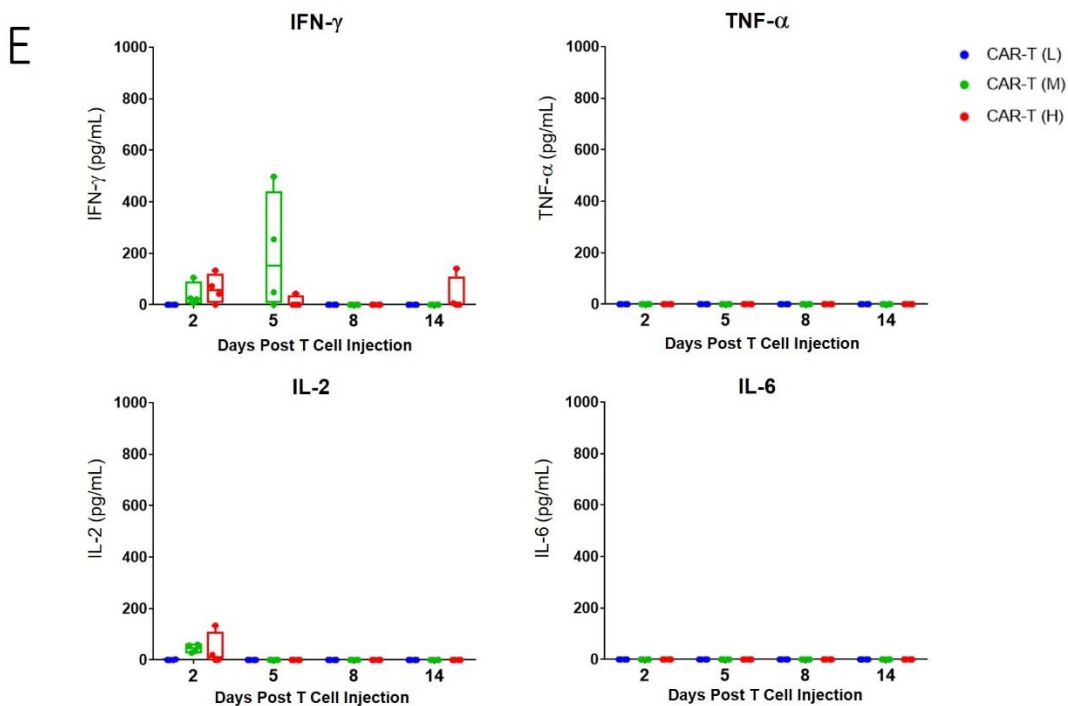 E
IFN-γ
1000
800
600
400
200
0
IFN-γ (pg/mL)
2 5 8 14
Days Post T Cell Injection
TNF-α
1000
800
600
400
200
0
TNF-α (pg/mL)
2 5 8 14
Days Post T Cell Injection
CAR-T (L)
CAR-T (M)
CAR-T (H)
IL-2
1000
800
600
400
200
0
IL-2 (pg/mL)
2 5 8 14
Days Post T Cell Injection
IL-6
1000
800
600
400
200
0
IL-6 (pg/mL)
2 5 8 14
Days Post T Cell Injection